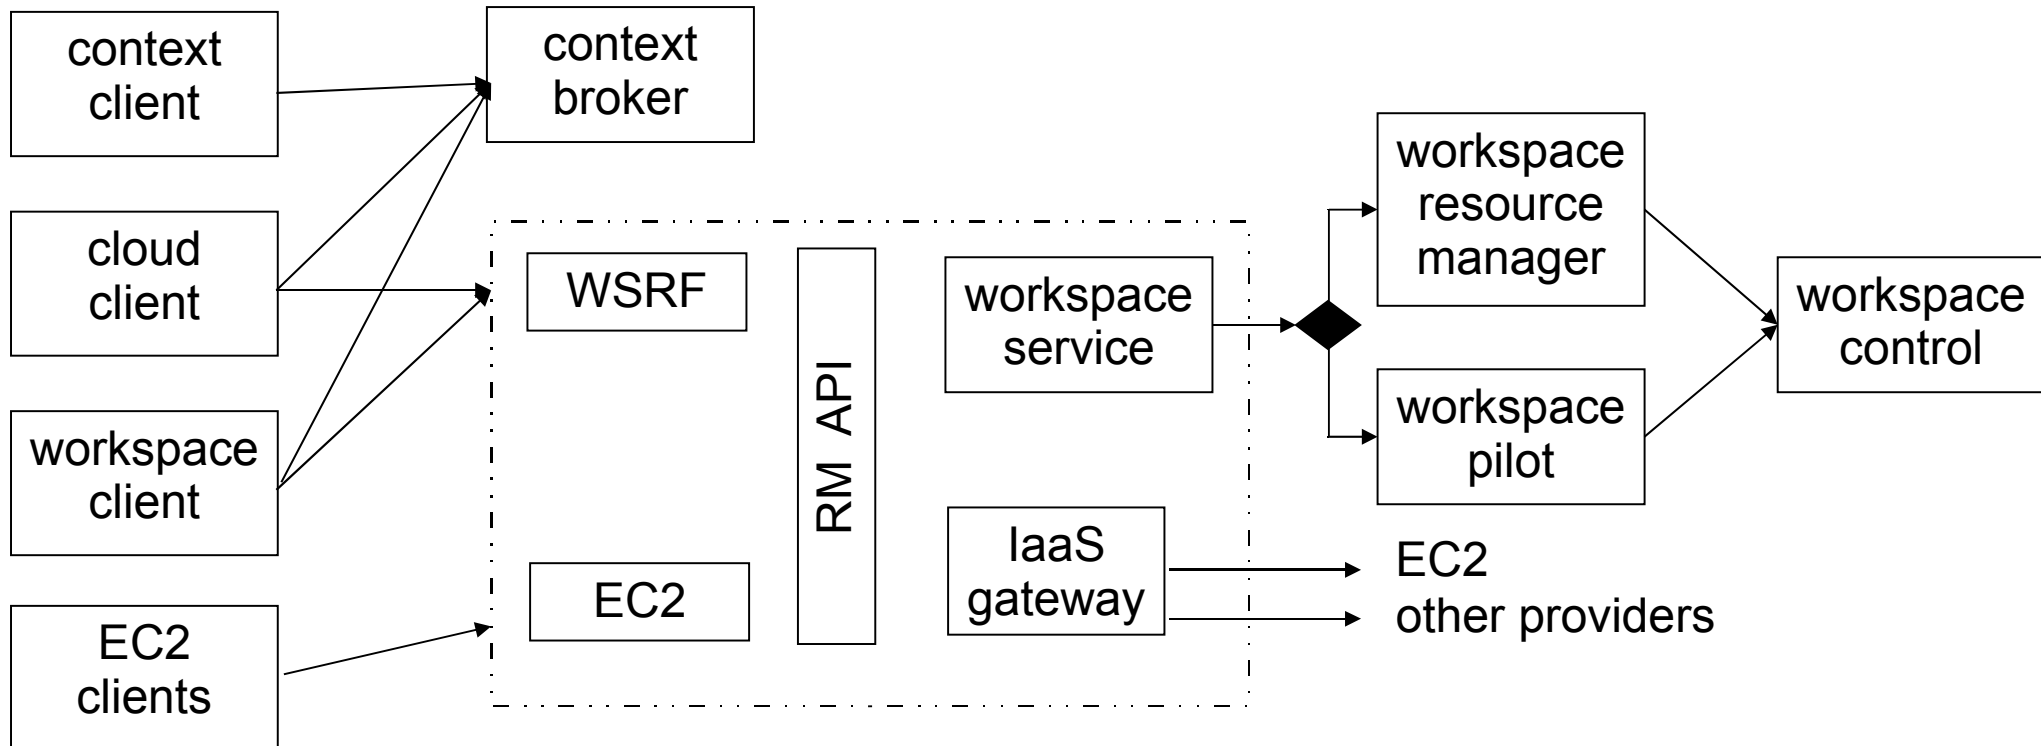 context
client
context
broker
cloud
client
workspace
client
EC2
clients
WSRF
EC2
RM API
workspace
service
IaaS
gateway
workspace
resource
manager
workspace
pilot
EC2
other providers
workspace
control